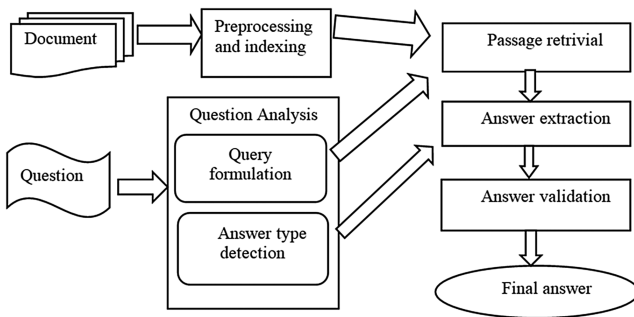 Document
Preprocessing
and indexing
Passage retrivial
Question Analysis
Query
formulation
Answer type
detection
Question
Answer extraction
Answer validation
Final answer